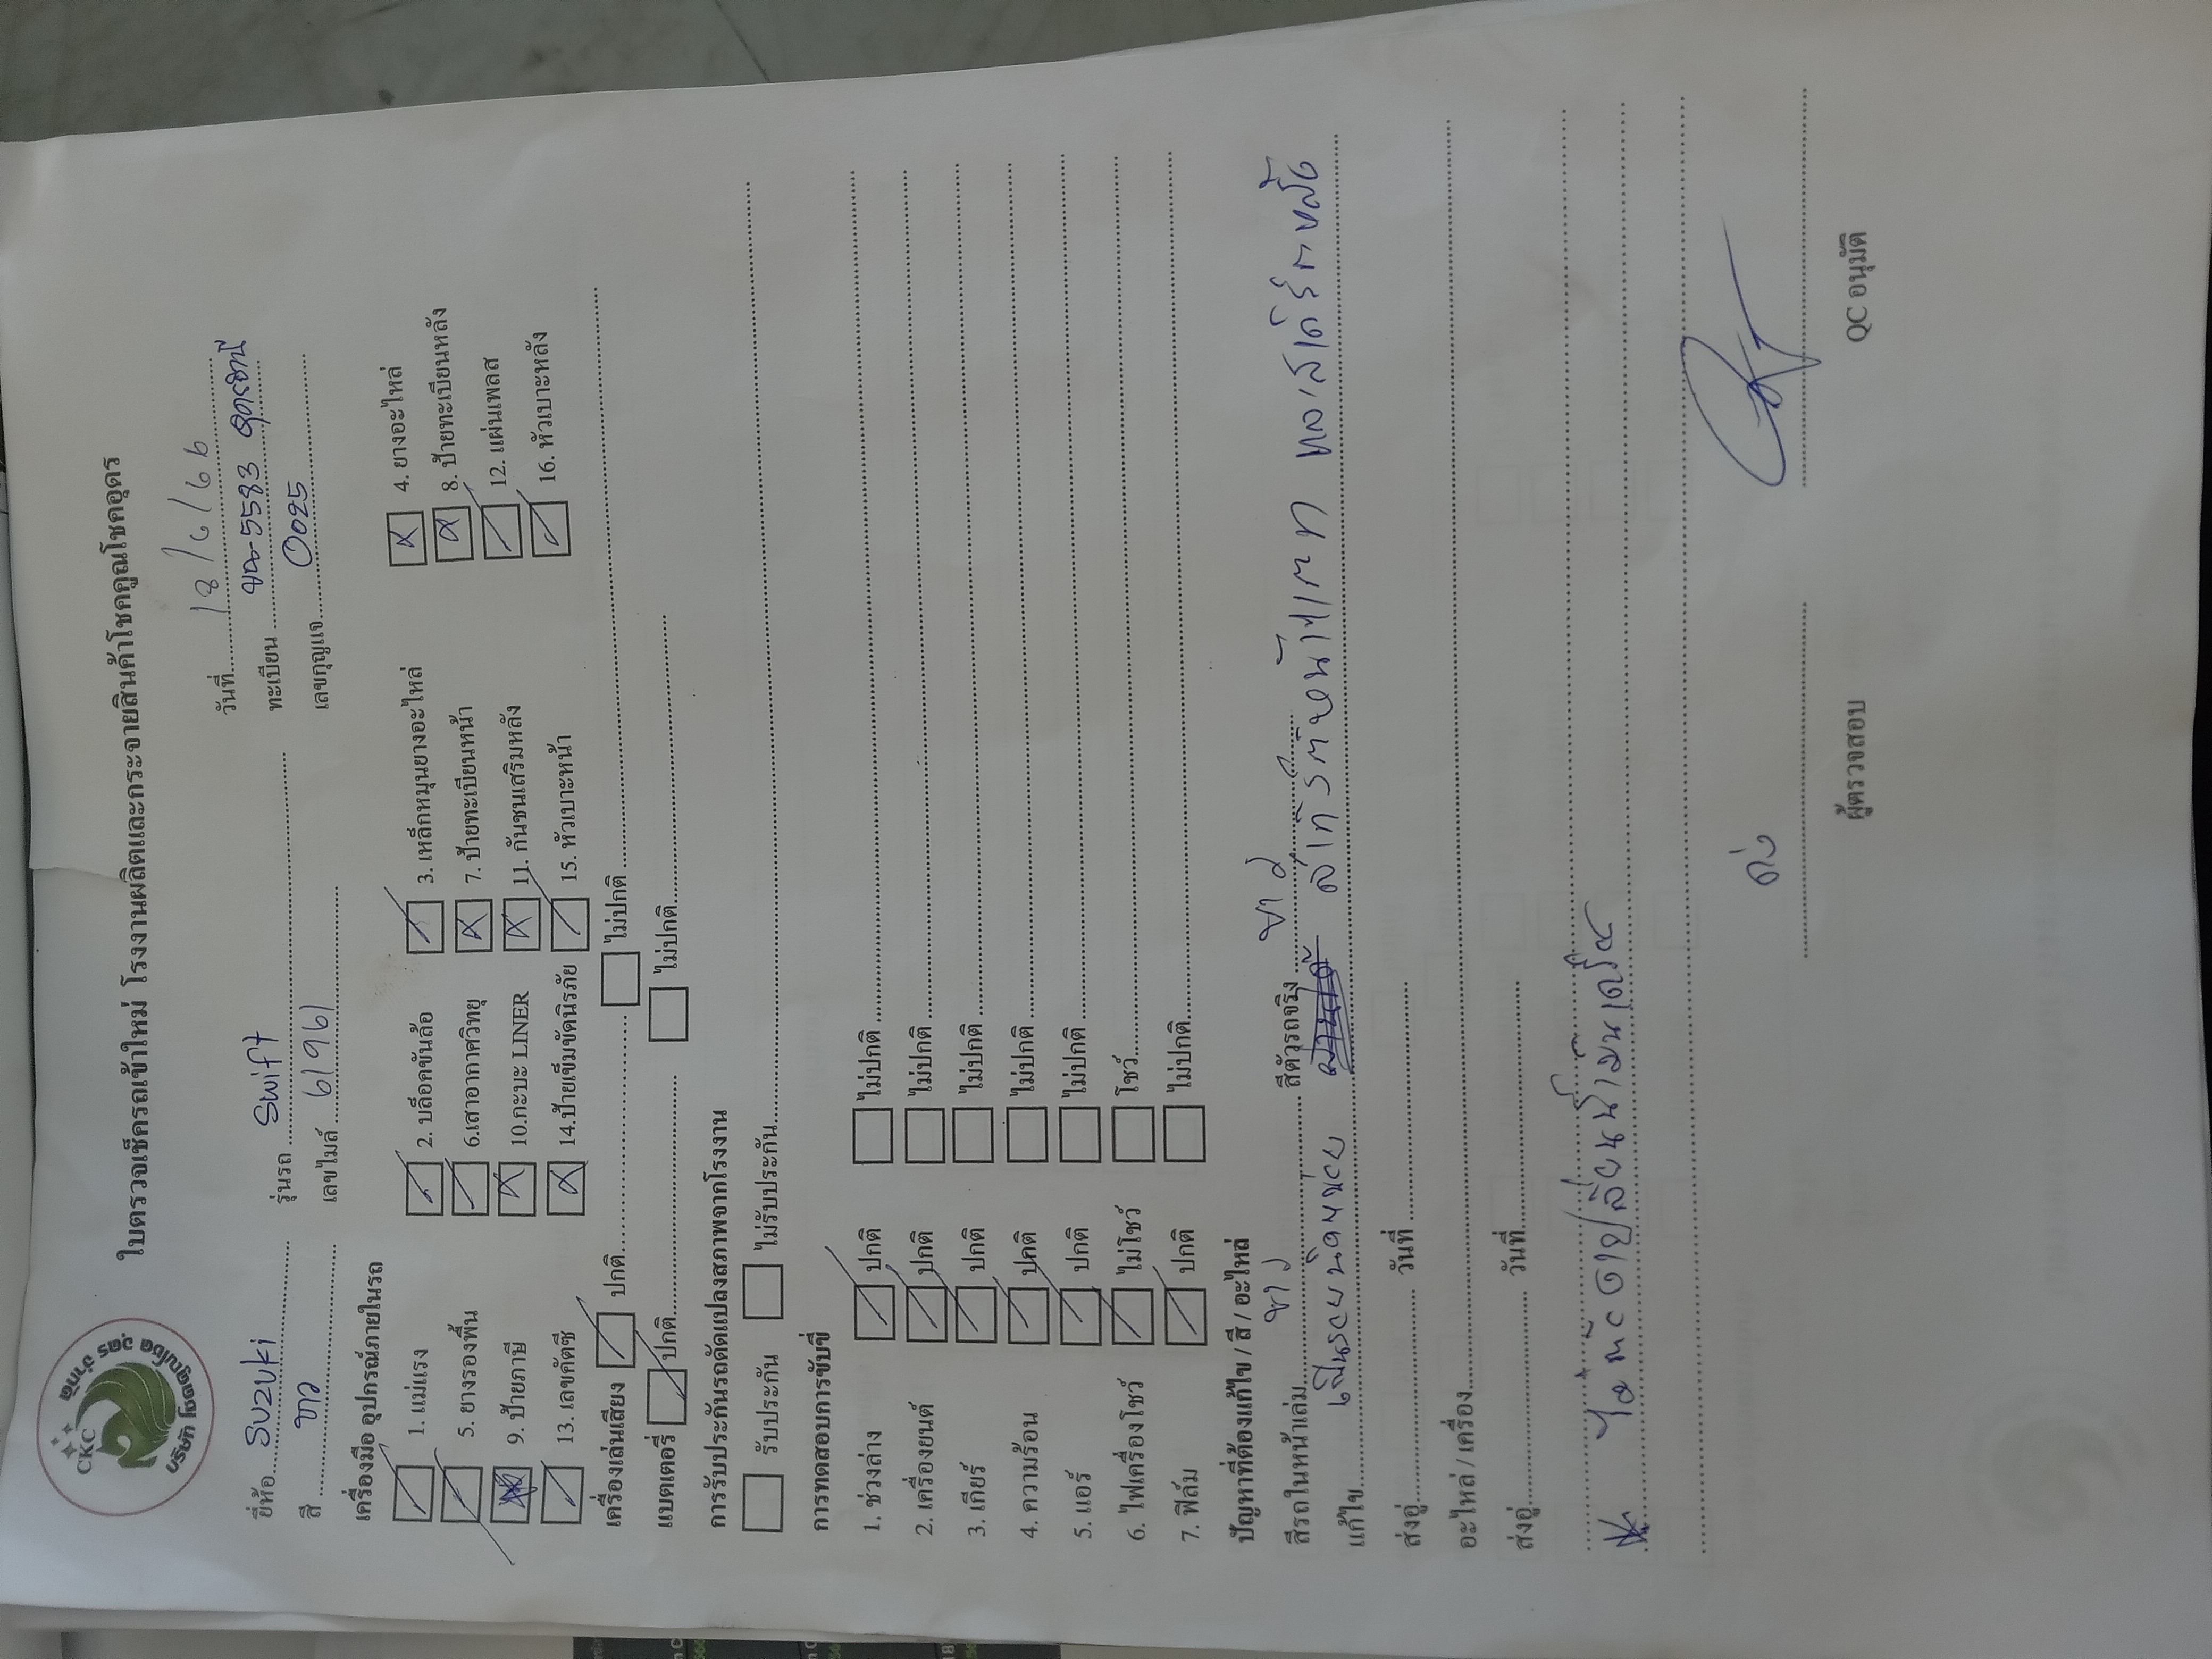 CKC
บริษัท โชคคูณโชค อุดร จำกัด
ใบตรวจเช็ครถเข้าใหม่ โรงงานผลิตและกระจายสินค้าโชคคูณโชคอุดร
วันที่ 18/6/66
ยี่ห้อ Suzuki รุ่นรถ Swift ทะเบียน 5583 อุดรธานี
สี ขาว เลขไมล์ 61961 เลขกุญแจ 0025
เครื่องมือ อุปกรณ์ภายในรถ
1. แม่แรง 2. บล็อคขันล้อ 3. เหล็กหมุนยางอะไหล่ 4. ยางอะไหล่
5. ยางรองพื้น 6.เสาอากาศวิทยุ 7. ป้ายทะเบียนหน้า 8. ป้ายทะเบียนหลัง
9. ป้ายภาษี 10.กะบะ LINER 11. กันชนเสริมหลัง 12. แผ่นเพลส
13. เลขคัตซี 14.ป้ายเข็มขัดนิรภัย 15. หัวเบาะหน้า 16. หัวเบาะหลัง
เครื่องเล่นเสียง ปกติ ไม่ปกติ
แบตเตอรี่ ปกติ ไม่ปกติ
การรับประกันรถดัดแปลงสภาพจากโรงงาน
รับประกัน ไม่รับประกัน
การทดสอบการขับขี่
1. ช่วงล่าง ปกติ ไม่ปกติ
2. เครื่องยนต์ ปกติ ไม่ปกติ
3. เกียร์ ปกติ ไม่ปกติ
4. ความร้อน ปกติ ไม่ปกติ
5. แอร์ ปกติ ไม่ปกติ
6. ไฟเครื่องโชว์ ไม่โชว์ โชว์
7. ฟิล์ม ปกติ ไม่ปกติ
ปัญหาที่ต้องแก้ไข / สี / อะไหล่
สีรถในหน้าเล่ม ขาว สีตัวรถจริง ขาว
แก้ไข
ส่งอู่ วันที่
อะไหล่ / เครื่อง
ส่งอู่ วันที่
ผู้ตรวจสอบ QC อนุมัติ